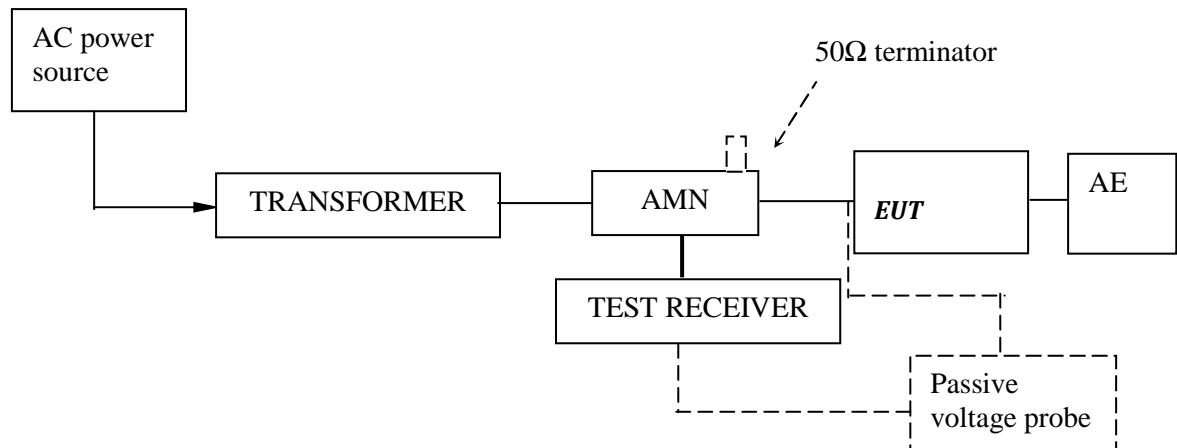 AC power
source
50Ω terminator
TRANSFORMER
AMN
EUT
AE
TEST RECEIVER
Passive
voltage probe